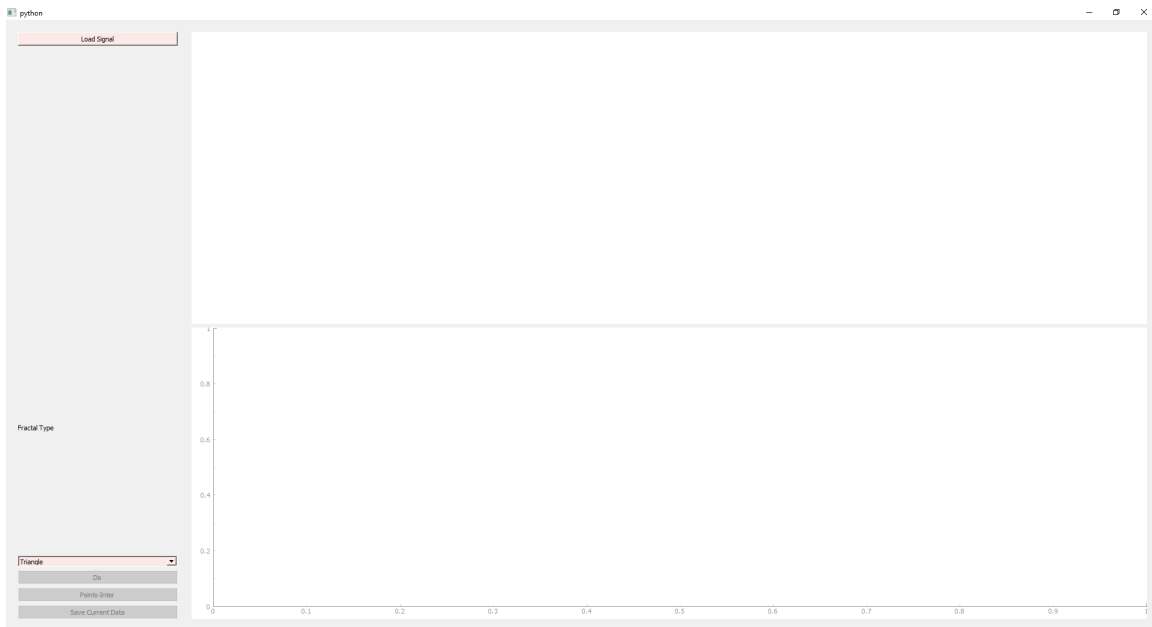 python
Load Signal
Fractal Type
Triangle
Do
Points-Inter
Save Current Data
1
0.8
0.6
0.4
0.2
0
0 0.1 0.2 0.3 0.4 0.5 0.6 0.7 0.8 0.9 1